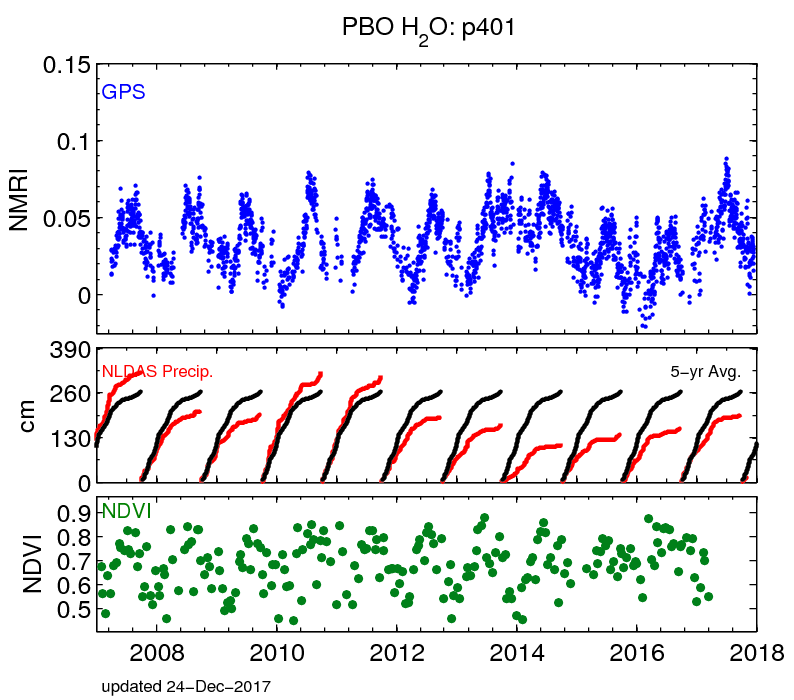 PBO H2O: p401
0.15
GPS
0.1
NMRI
0.05
0
390
NLDAS Precip. 5-yr Avg.
260
cm
130
0
NDVI
0.9
0.8
NDVI
0.7
0.6
0.5
2008 2010 2012 2014 2016 2018
updated 24-Dec-2017